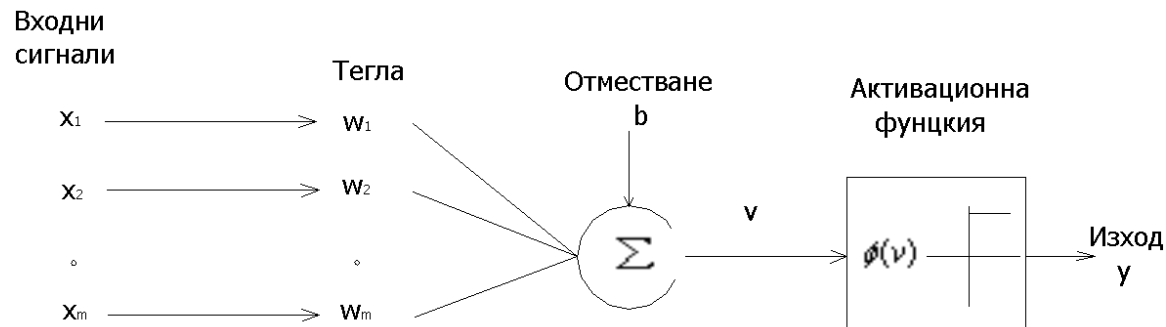 Входни
сигнали
Тегла
Отместване
b
Активационна
фунцкия
x1
w1
x2
w2
v
Σ
ϕ(v)
Изход
y
xm
wm